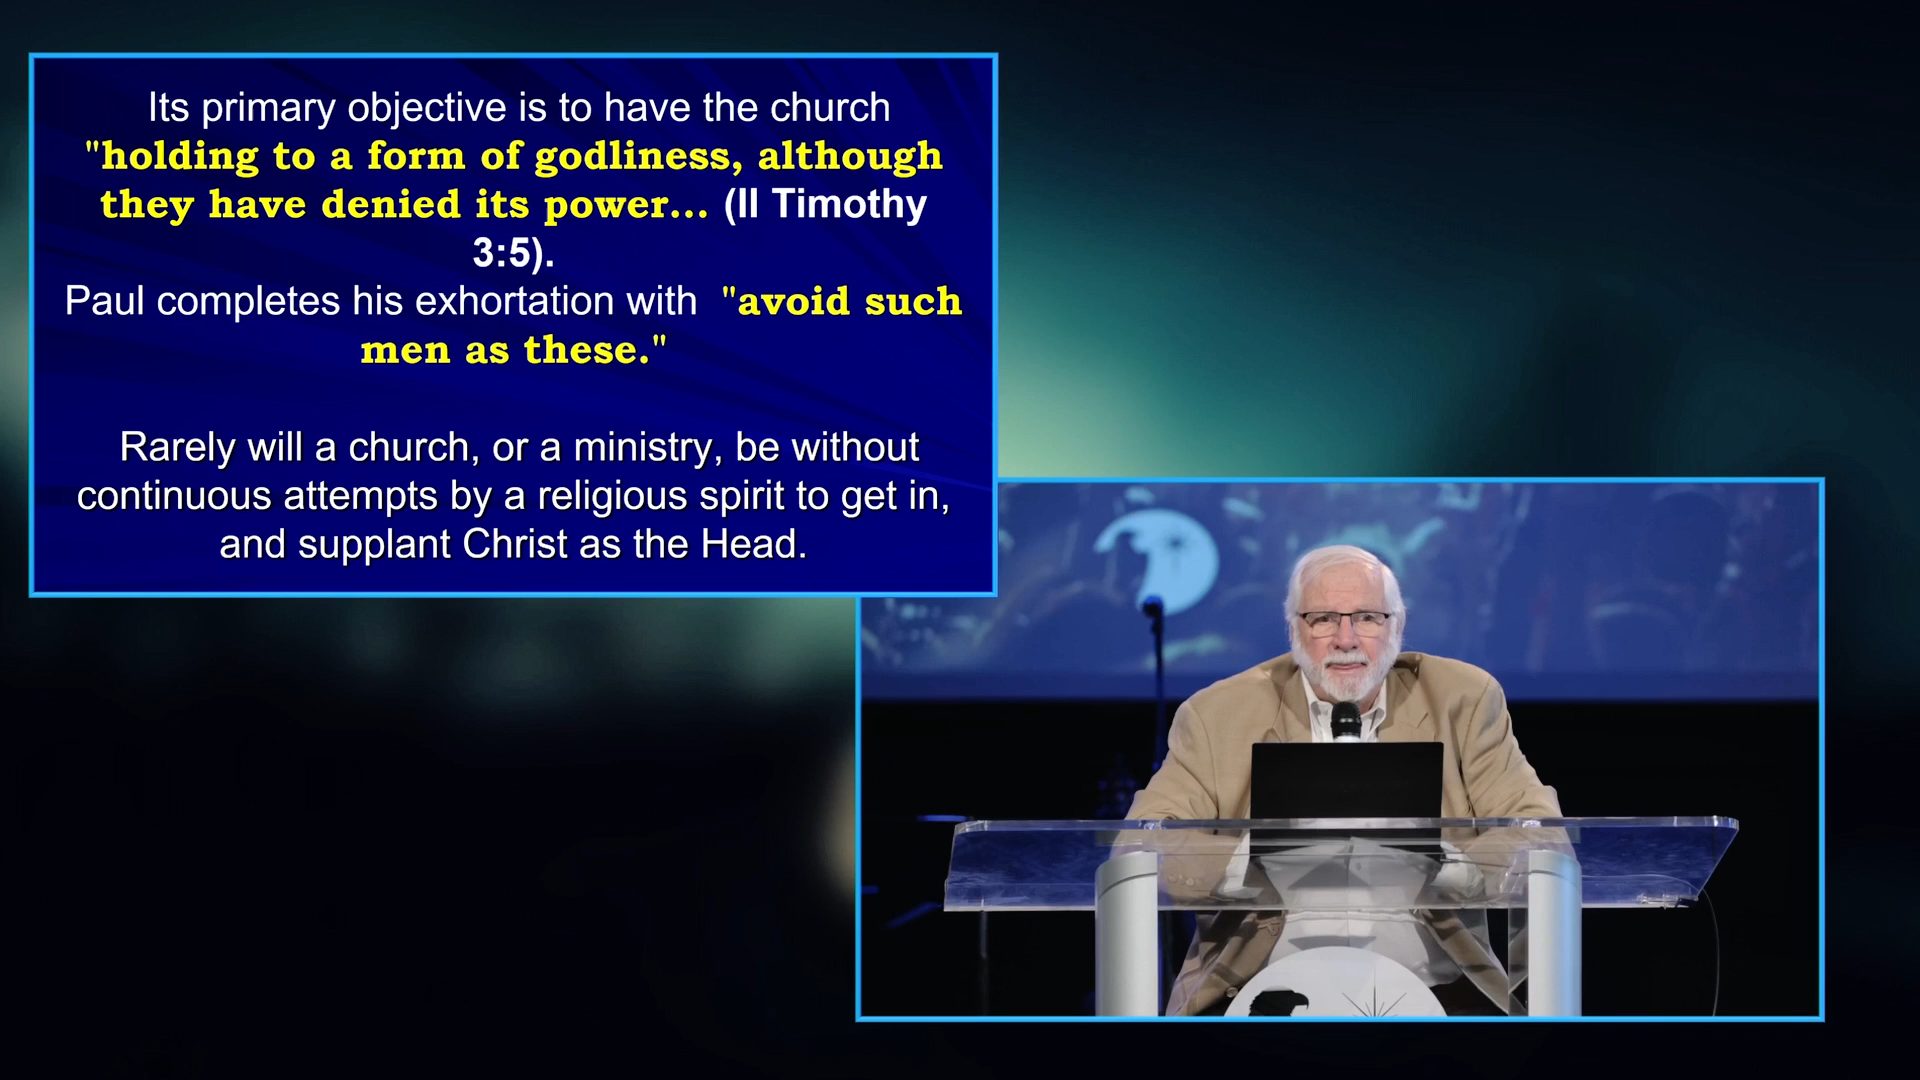 Its primary objective is to have the church
"holding to a form of godliness, although
they have denied its power... (II Timothy
3:5).
Paul completes his exhortation with "avoid such
men as these."
Rarely will a church, or a ministry, be without
continuous attempts by a religious spirit to get in,
and supplant Christ as the Head.